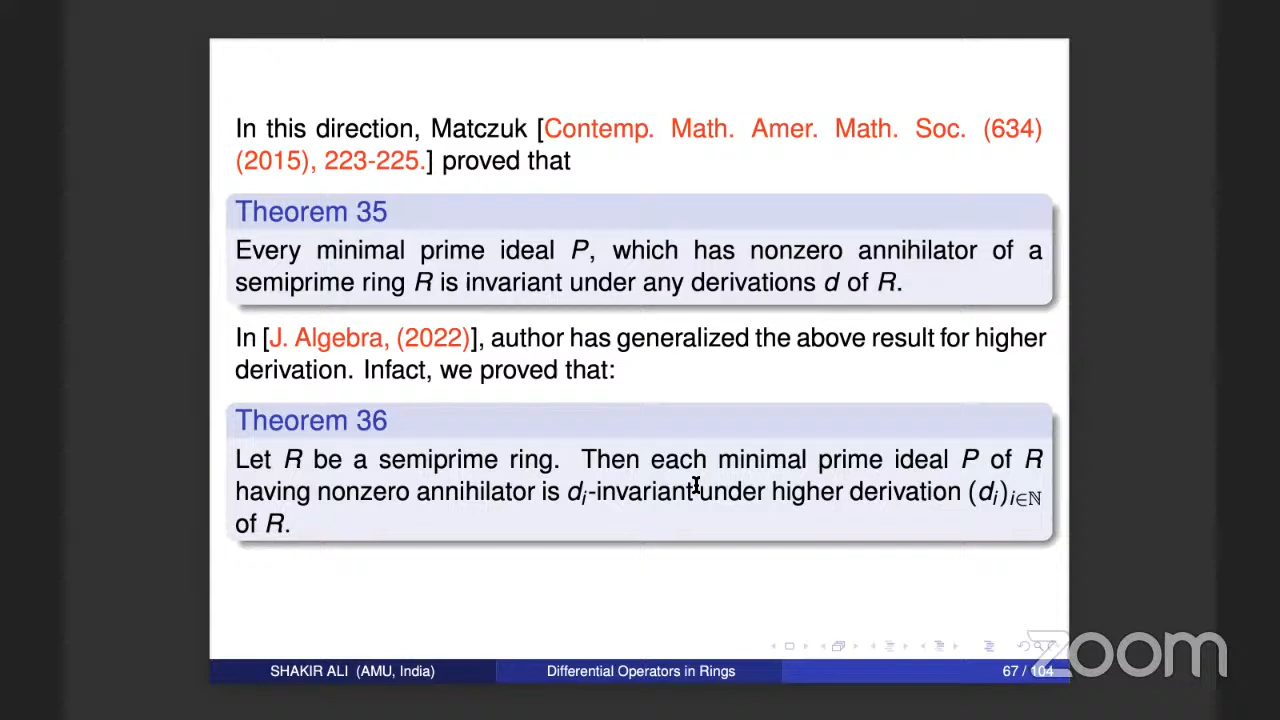 In this direction, Matczuk [Contemp. Math. Amer. Math. Soc. (634)
(2015), 223-225.] proved that
Theorem 35
Every minimal prime ideal P, which has nonzero annihilator of a
semiprime ring R is invariant under any derivations d of R.
In [J. Algebra, (2022)], author has generalized the above result for higher
derivation. Infact, we proved that:
Theorem 36
Let R be a semiprime ring. Then each minimal prime ideal P of R
having nonzero annihilator is dᵢ-invariant under higher derivation (dᵢ)ᵢ∈ℕ
of R.
zoom
SHAKIR ALI (AMU, India) Differential Operators in Rings 67 / 104